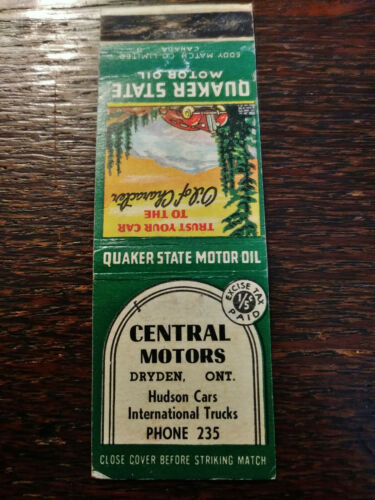 EDDY MATCH CO. LIMITED
CANADA
QUAKER STATE
MOTOR OIL
TRUST YOUR CAR
TO THE
Oil of Character
QUAKER STATE MOTOR OIL
EXCISE TAX
1/5¢
PAID
CENTRAL
MOTORS
DRYDEN, ONT.
Hudson Cars
International Trucks
PHONE 235
CLOSE COVER BEFORE STRIKING MATCH